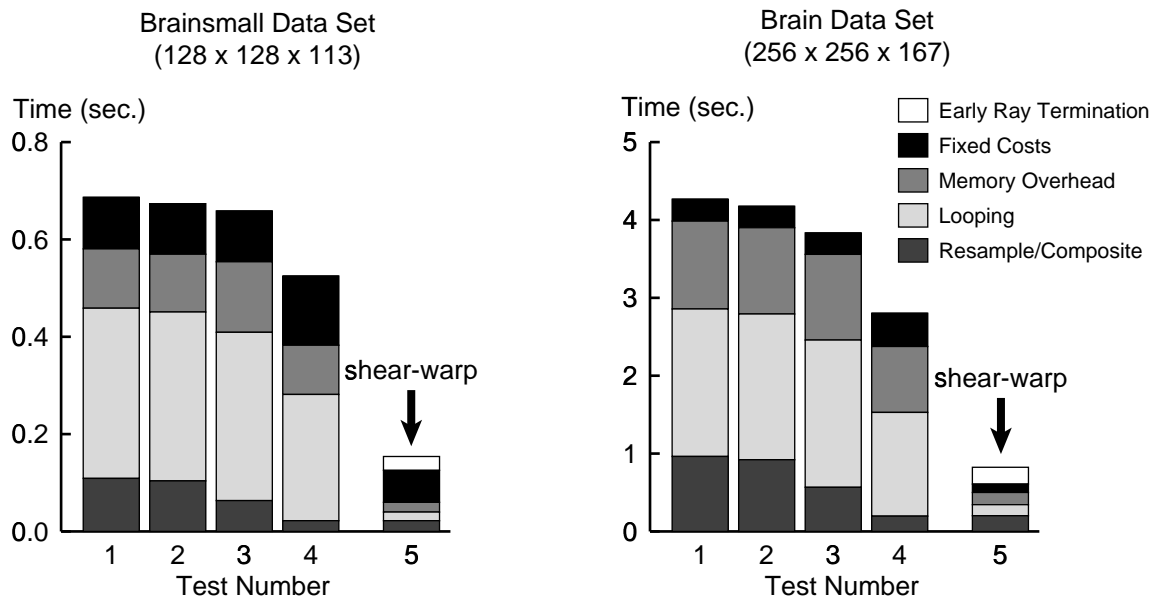 Brainsmall Data Set
(128 x 128 x 113)
Time (sec.)
0.8
0.6
0.4
0.2
0.0
shear-warp
1 2 3 4 5
Test Number
Brain Data Set
(256 x 256 x 167)
Time (sec.)
5
4
3
2
1
0
Early Ray Termination
Fixed Costs
Memory Overhead
Looping
Resample/Composite
shear-warp
1 2 3 4 5
Test Number